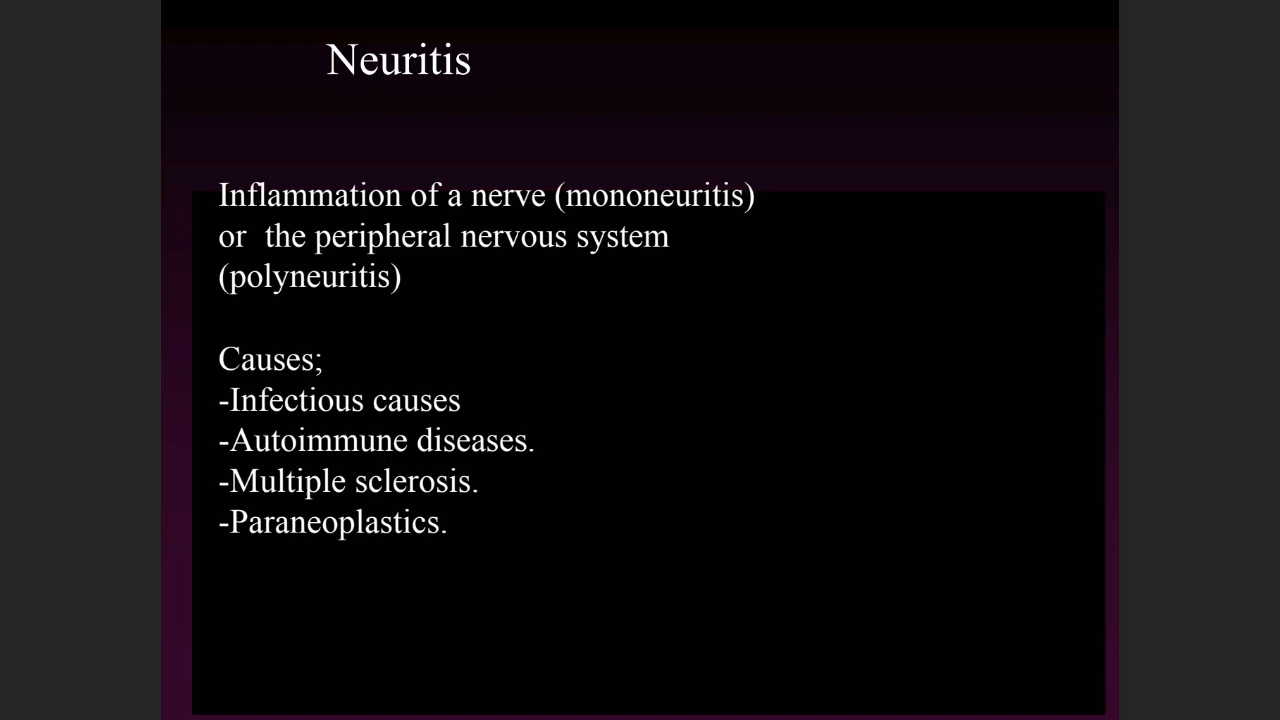 Neuritis
Inflammation of a nerve (mononeuritis)
or  the peripheral nervous system
(polyneuritis)
Causes;
-Infectious causes
-Autoimmune diseases.
-Multiple sclerosis.
-Paraneoplastics.